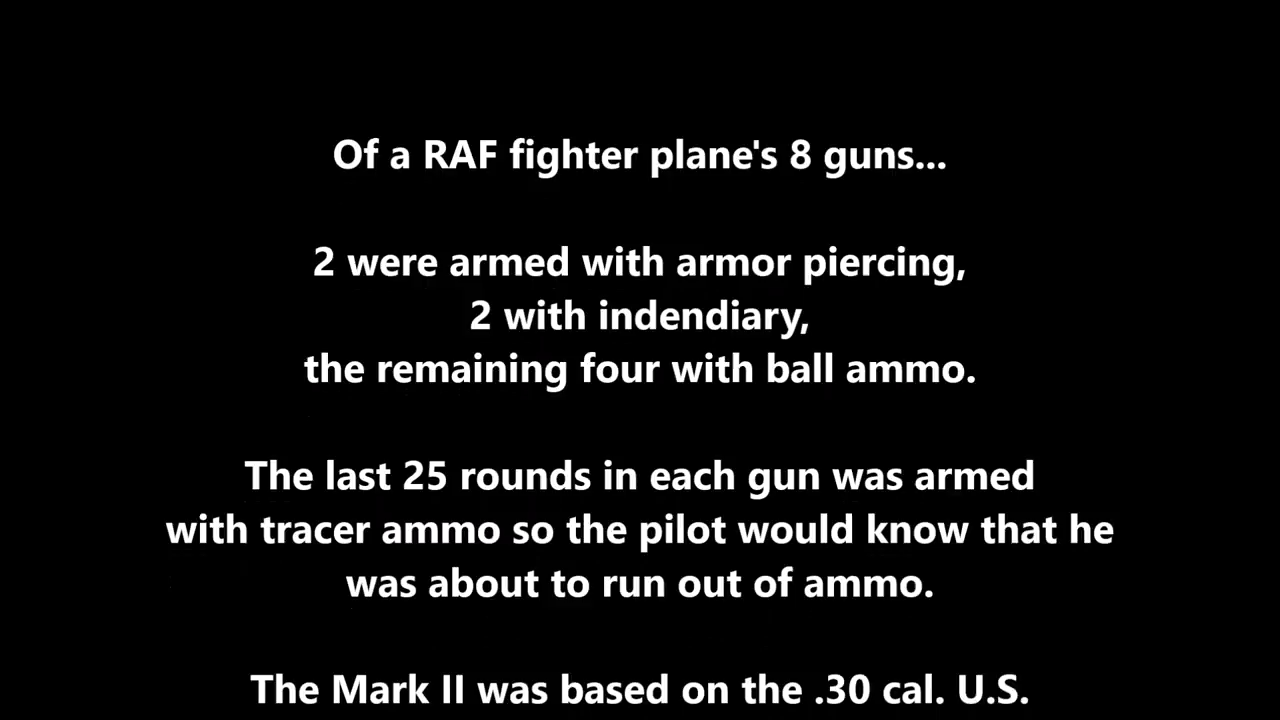 Of a RAF fighter plane's 8 guns...
2 were armed with armor piercing,
2 with indendiary,
the remaining four with ball ammo.
The last 25 rounds in each gun was armed
with tracer ammo so the pilot would know that he
was about to run out of ammo.
The Mark II was based on the .30 cal. U.S.